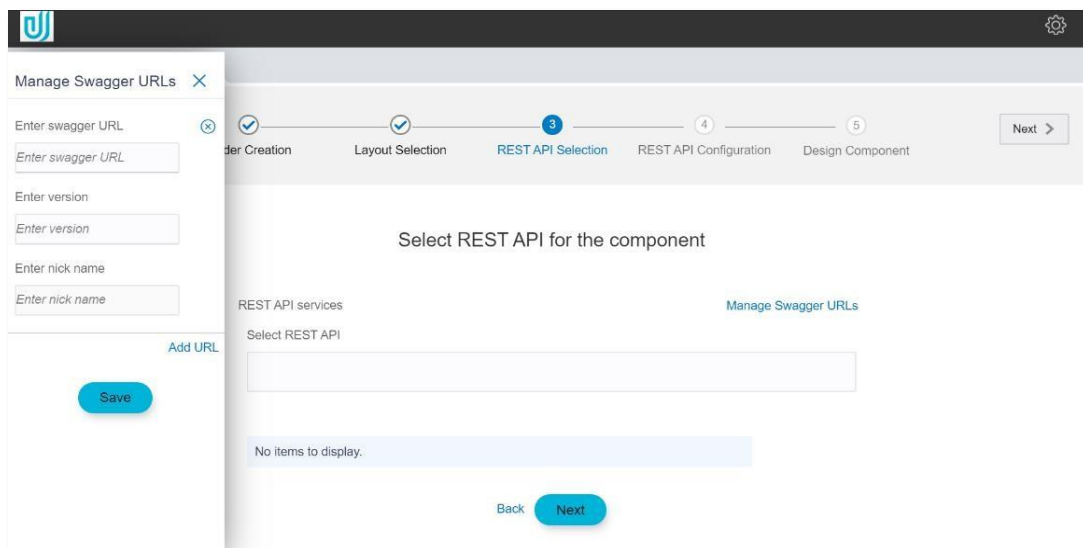 Manage Swagger URLs
Enter swagger URL
Enter swagger URL
Enter version
Enter version
Enter nick name
Enter nick name
Add URL
Save
der Creation
Layout Selection
3
REST API Selection
4
REST API Configuration
5
Design Component
Next
Select REST API for the component
REST API services
Manage Swagger URLs
Select REST API
No items to display.
Back
Next